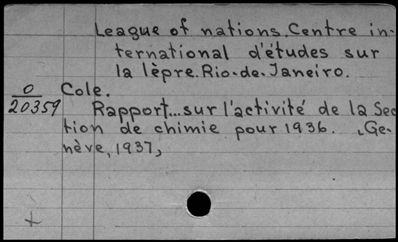 League of nations. Centre in-
ternational d'études sur
la lèpre. Rio-de-Janeiro.
O Cole.
20359 Rapport...sur l'activité de la Sec
tion de chimie pour 1936. (Ge-
nève, 1937,
+